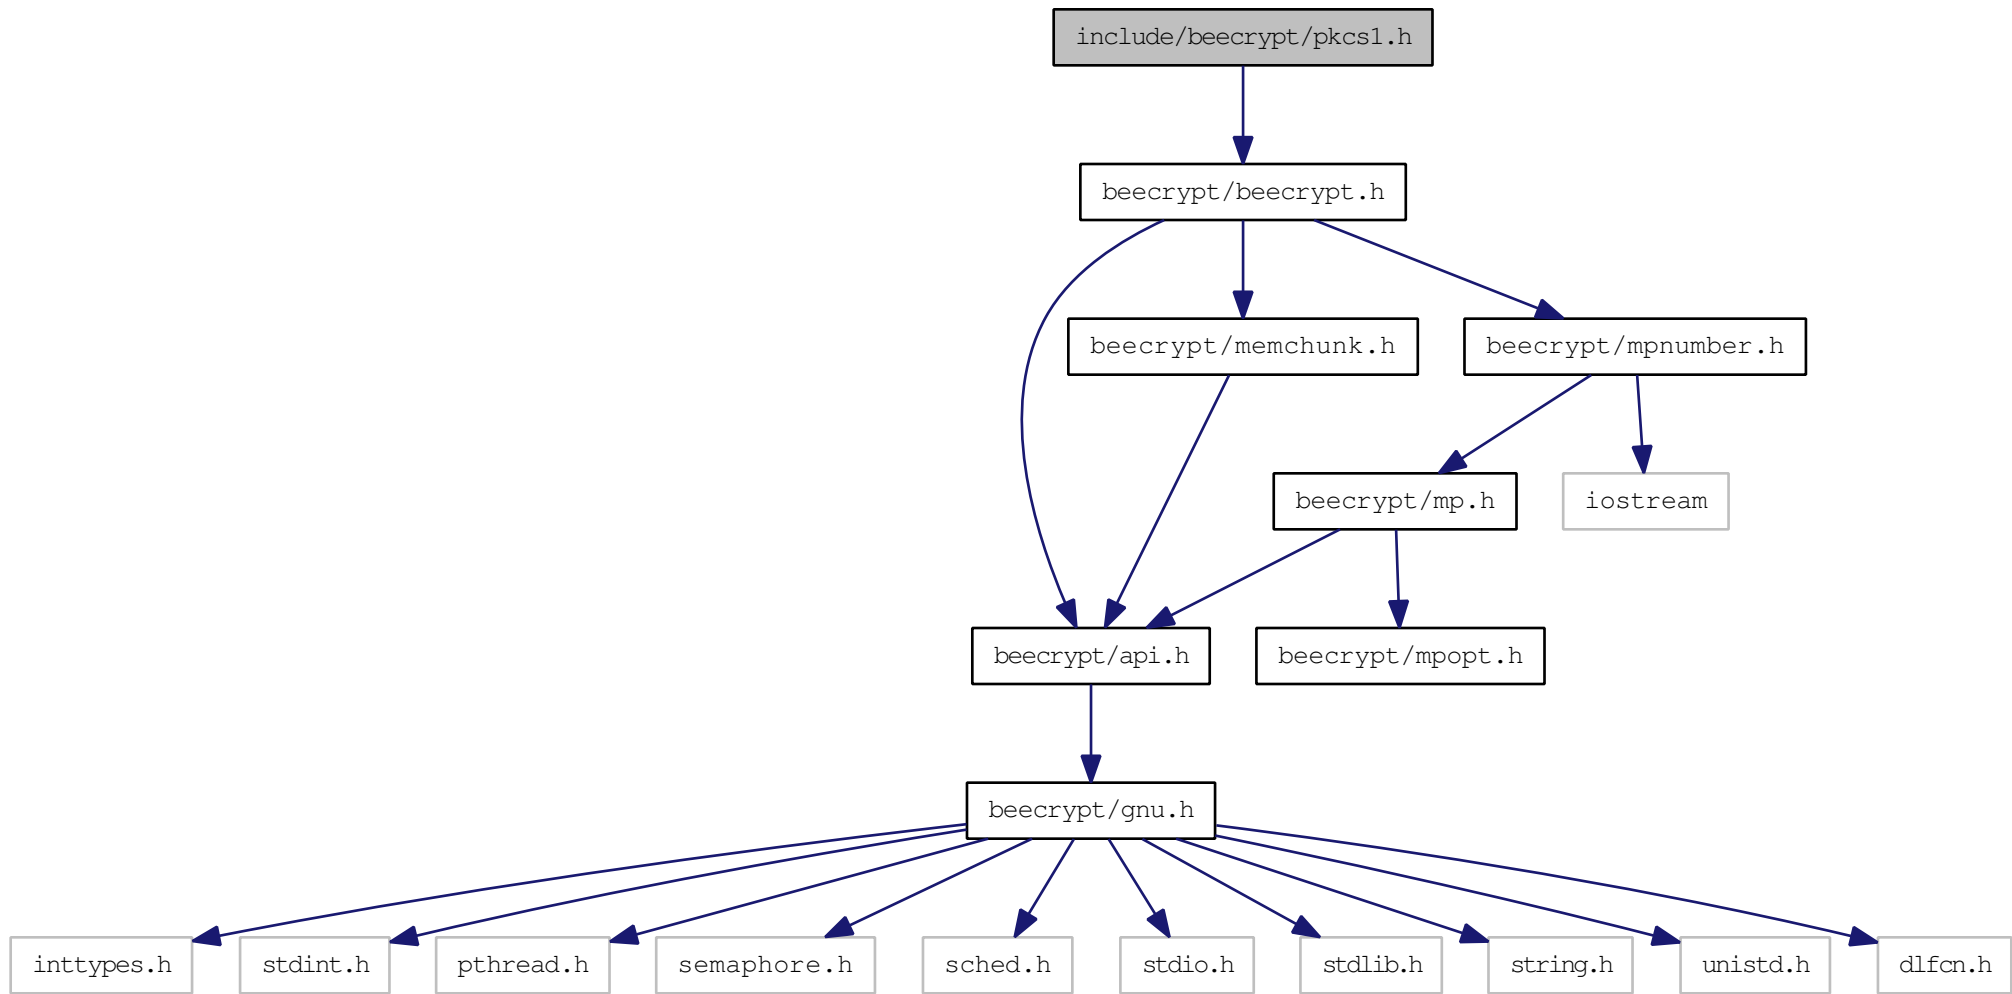 include/beecrypt/pkcs1.h
beecrypt/beecrypt.h
beecrypt/memchunk.h
beecrypt/mpnumber.h
beecrypt/mp.h
iostream
beecrypt/api.h
beecrypt/mpopt.h
beecrypt/gnu.h
inttypes.h
stdint.h
pthread.h
semaphore.h
sched.h
stdio.h
stdlib.h
string.h
unistd.h
dlfcn.h